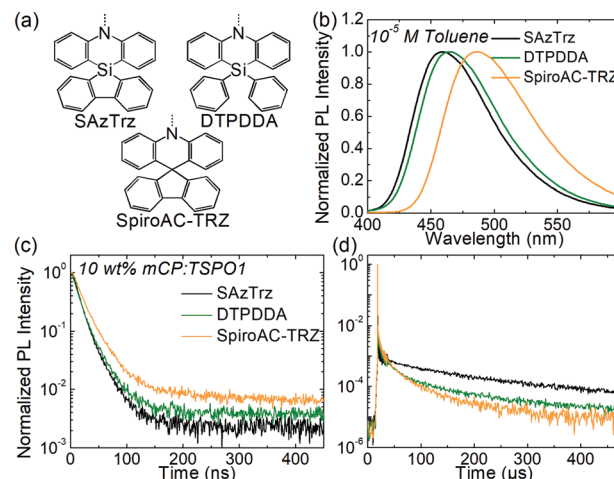 (a)
N
Si
SAzTrz
N
Si
DTPDDA
N
SpiroAC-TRZ
(b)
Normalized PL Intensity
1.0
0.8
0.6
0.4
0.2
0.0
10⁻⁵ M Toluene
SAzTrz
DTPDDA
SpiroAC-TRZ
400 450 500 550
Wavelength (nm)
(c)
Normalized PL Intensity
10⁰
10⁻¹
10⁻²
10⁻³
10 wt% mCP:TSPO1
SAzTrz
DTPDDA
SpiroAC-TRZ
0 100 200 300 400
Time (ns)
(d)
10⁰
10⁻²
10⁻⁴
10⁻⁶
0 100 200 300 400
Time (µs)